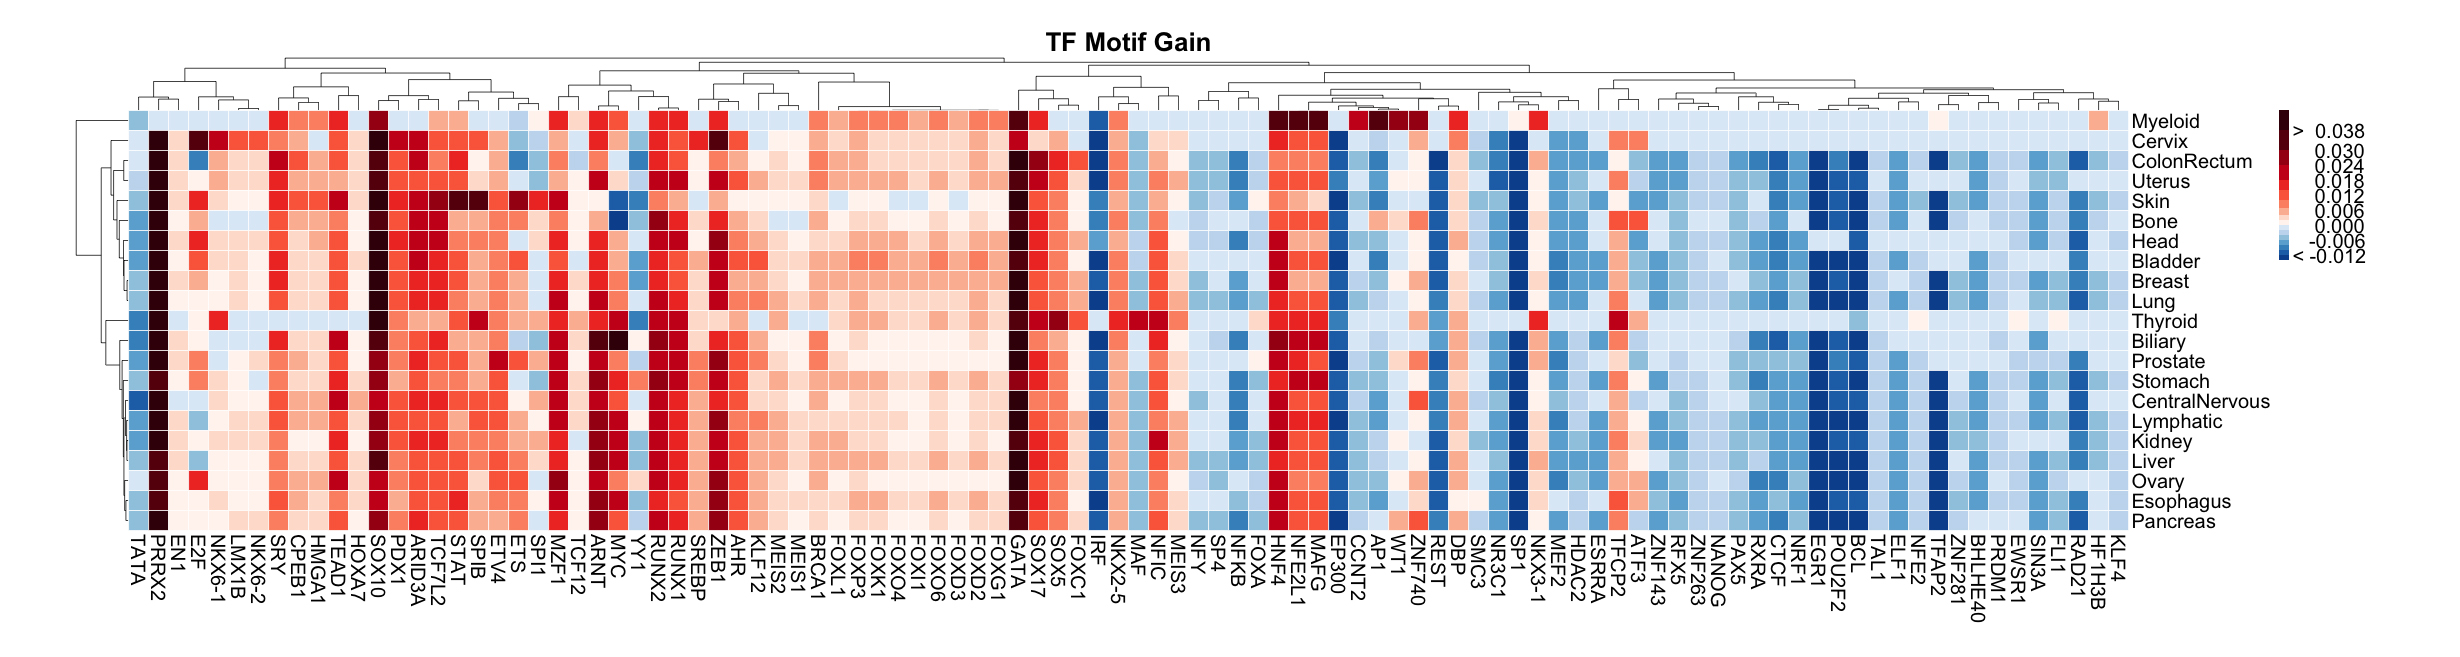 TF Motif Gain
Myeloid
Cervix
ColonRectum
Uterus
Skin
Bone
Head
Bladder
Breast
Lung
Thyroid
Biliary
Prostate
Stomach
CentralNervous
Lymphatic
Kidney
Liver
Ovary
Esophagus
Pancreas
> 0.038
0.030
0.024
0.018
0.012
0.006
0.000
-0.006
< -0.012
TATA
PRRX2
EN1
E2F
NKX6-1
LMX1B
NKX6-2
SRY
CPEB1
HMGA1
TEAD1
HOXA7
SOX10
PDX1
ARID3A
TCF7L2
STAT
SPIB
ETV4
ETS
SPI1
MZF1
TCF12
ARNT
MYC
YY1
RUNX2
RUNX1
SREBP
ZEB1
AHR
KLF12
MEIS2
MEIS1
BRCA1
FOXL1
FOXP3
FOXK1
FOXO4
FOXI1
FOXO6
FOXD3
FOXD2
FOXG1
GATA
SOX17
SOX5
FOXC1
IRF
NKX2-5
MAF
NFIC
MEIS3
NFY
SP4
NFKB
FOXA
HNF4
NFE2L1
MAFG
EP300
CCNT2
AP1
WT1
ZNF740
REST
DBP
SMC3
NR3C1
SP1
NKX3-1
MEF2
HDAC2
ESRRA
TFCP2
ATF3
ZNF143
RFX5
ZNF263
NANOG
PAX5
RXRA
CTCF
NRF1
EGR1
POU2F2
BCL
TAL1
ELF1
NFE2
TFAP2
ZNF281
BHLHE40
PRDM1
EWSR1
SIN3A
FLI1
RAD21
HF1H3B
KLF4